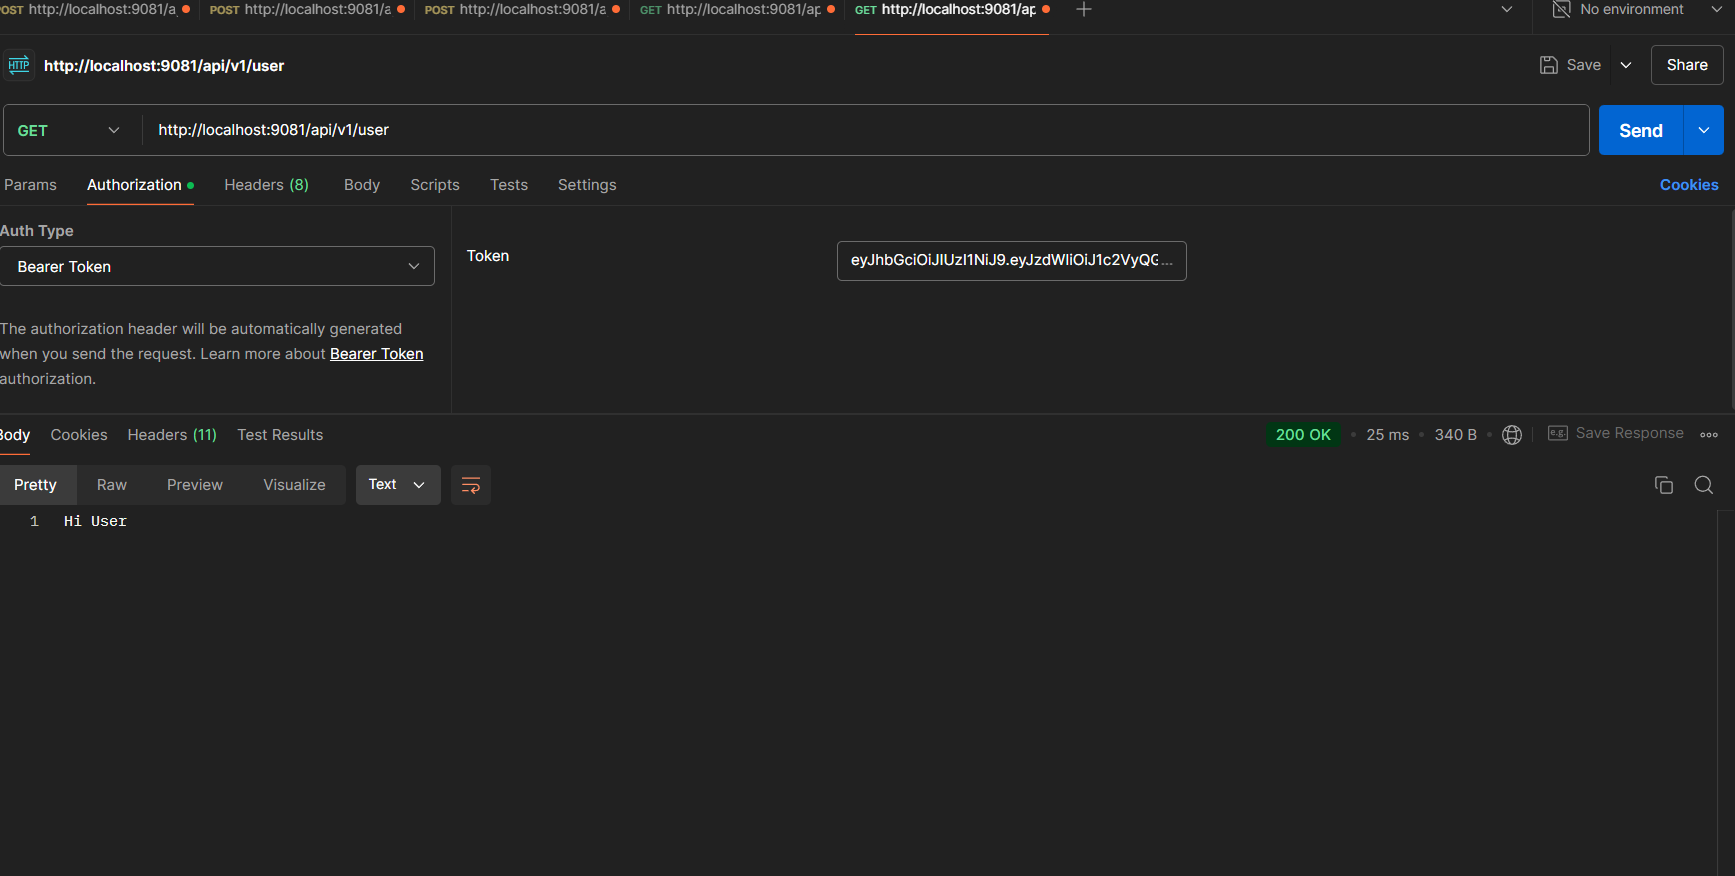 POST http://localhost:9081/a POST http://localhost:9081/a POST http://localhost:9081/a GET http://localhost:9081/ap GET http://localhost:9081/ap No environment
HTTP http://localhost:9081/api/v1/user Save Share
GET http://localhost:9081/api/v1/user Send
Params Authorization Headers (8) Body Scripts Tests Settings Cookies
Auth Type
Bearer Token
Token eyJhbGciOiJIUzI1NiJ9.eyJzdWIiOiJ1c2VyQG...
The authorization header will be automatically generated
when you send the request. Learn more about Bearer Token
authorization.
Body Cookies Headers (11) Test Results 200 OK 25 ms 340 B e.g. Save Response
Pretty Raw Preview Visualize Text
1 Hi User